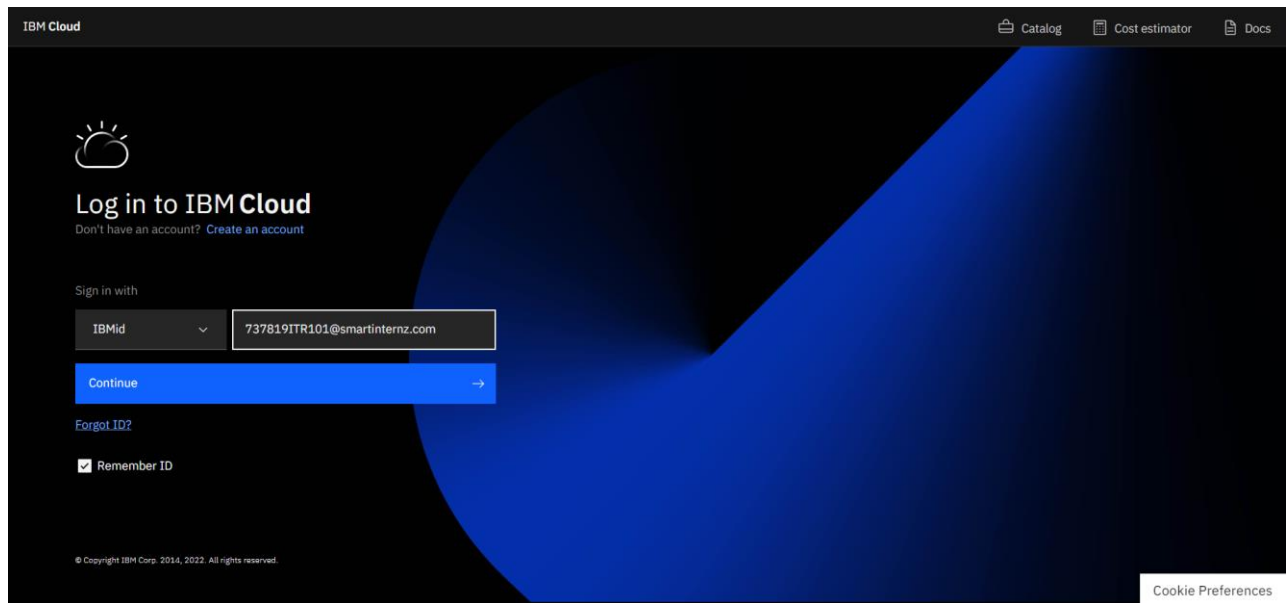 IBM Cloud
Catalog
Cost estimator
Docs
Log in to IBM Cloud
Don't have an account? Create an account
Sign in with
IBMid
737819ITR101@smartinternz.com
Continue
Forgot ID?
Remember ID
© Copyright IBM Corp. 2014, 2022. All rights reserved.
Cookie Preferences